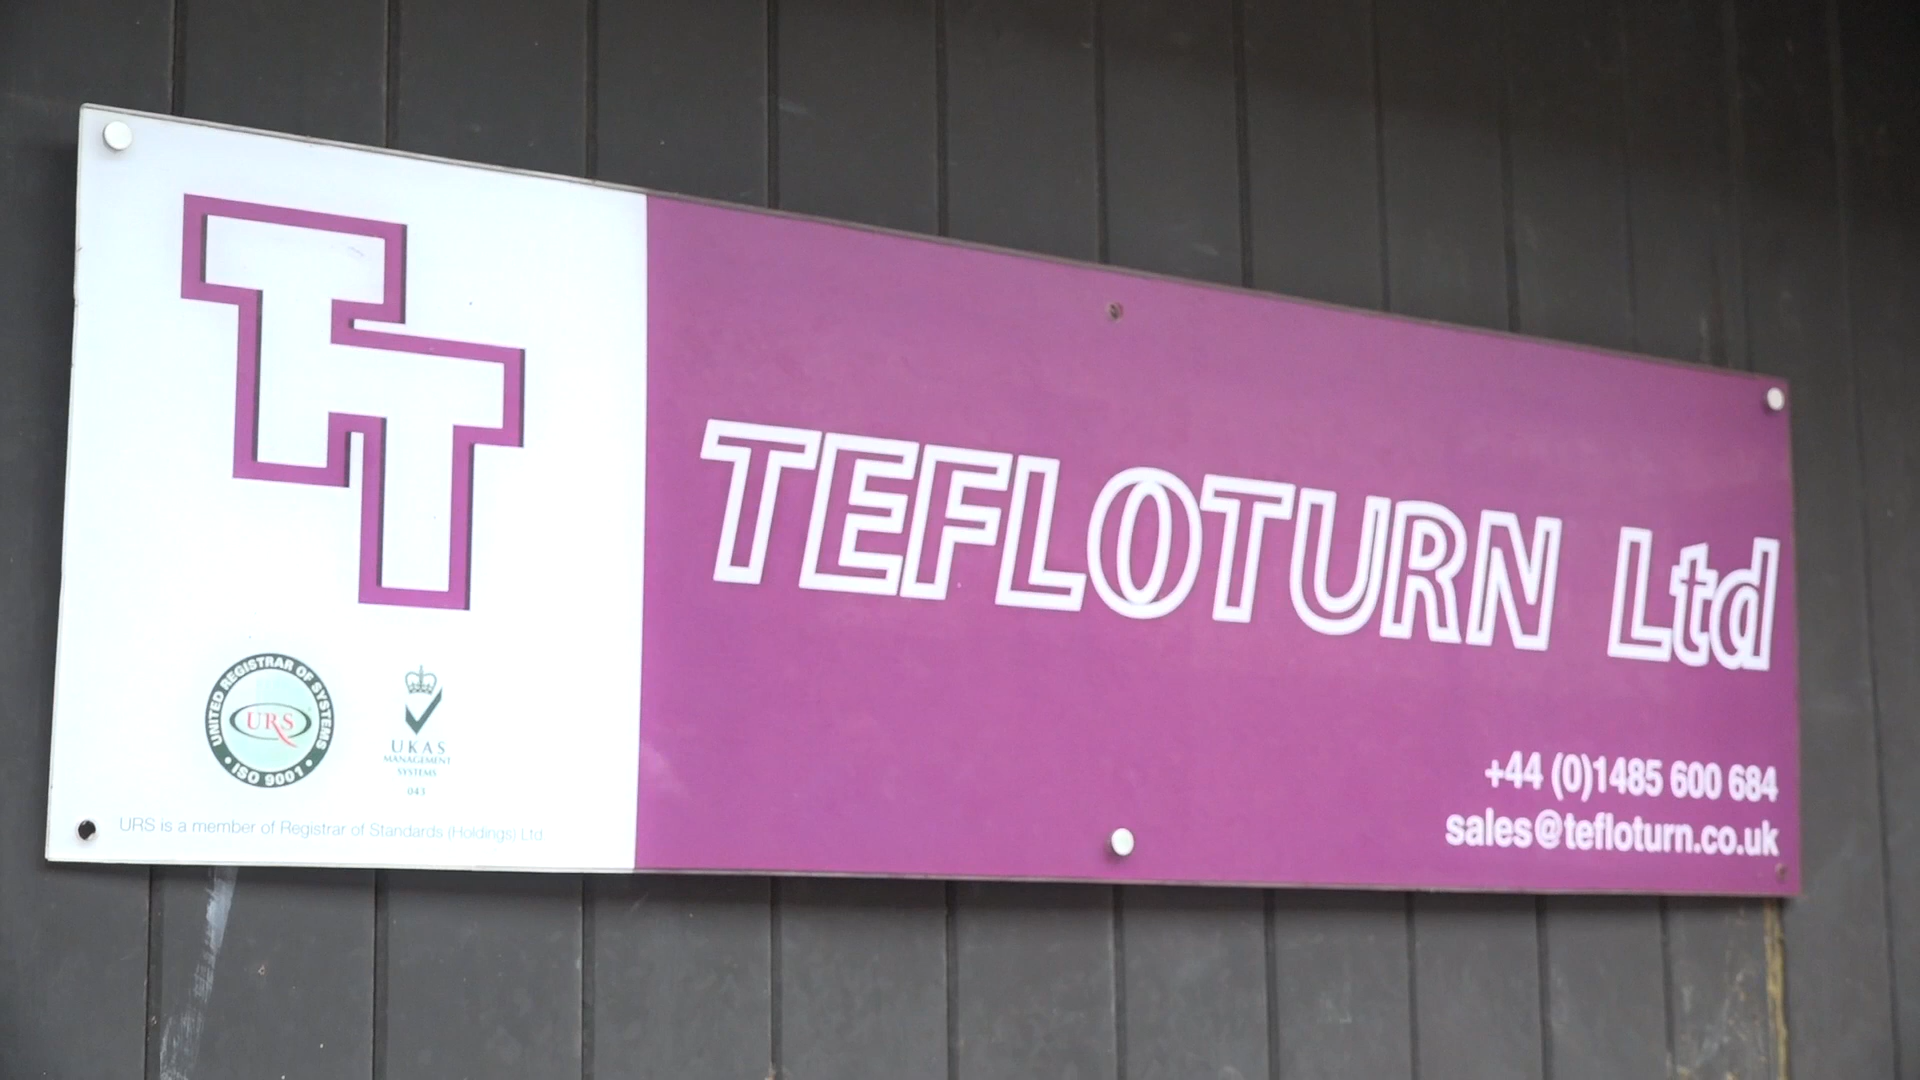 TT
UNITED REGISTRAR OF SYSTEMS
URS
ISO 9001
UKAS
MANAGEMENT
SYSTEMS
043
URS is a member of Registrar of Standards (Holdings) Ltd
TEFLOTURN Ltd
+44 (0)1485 600 684
sales@tefloturn.co.uk